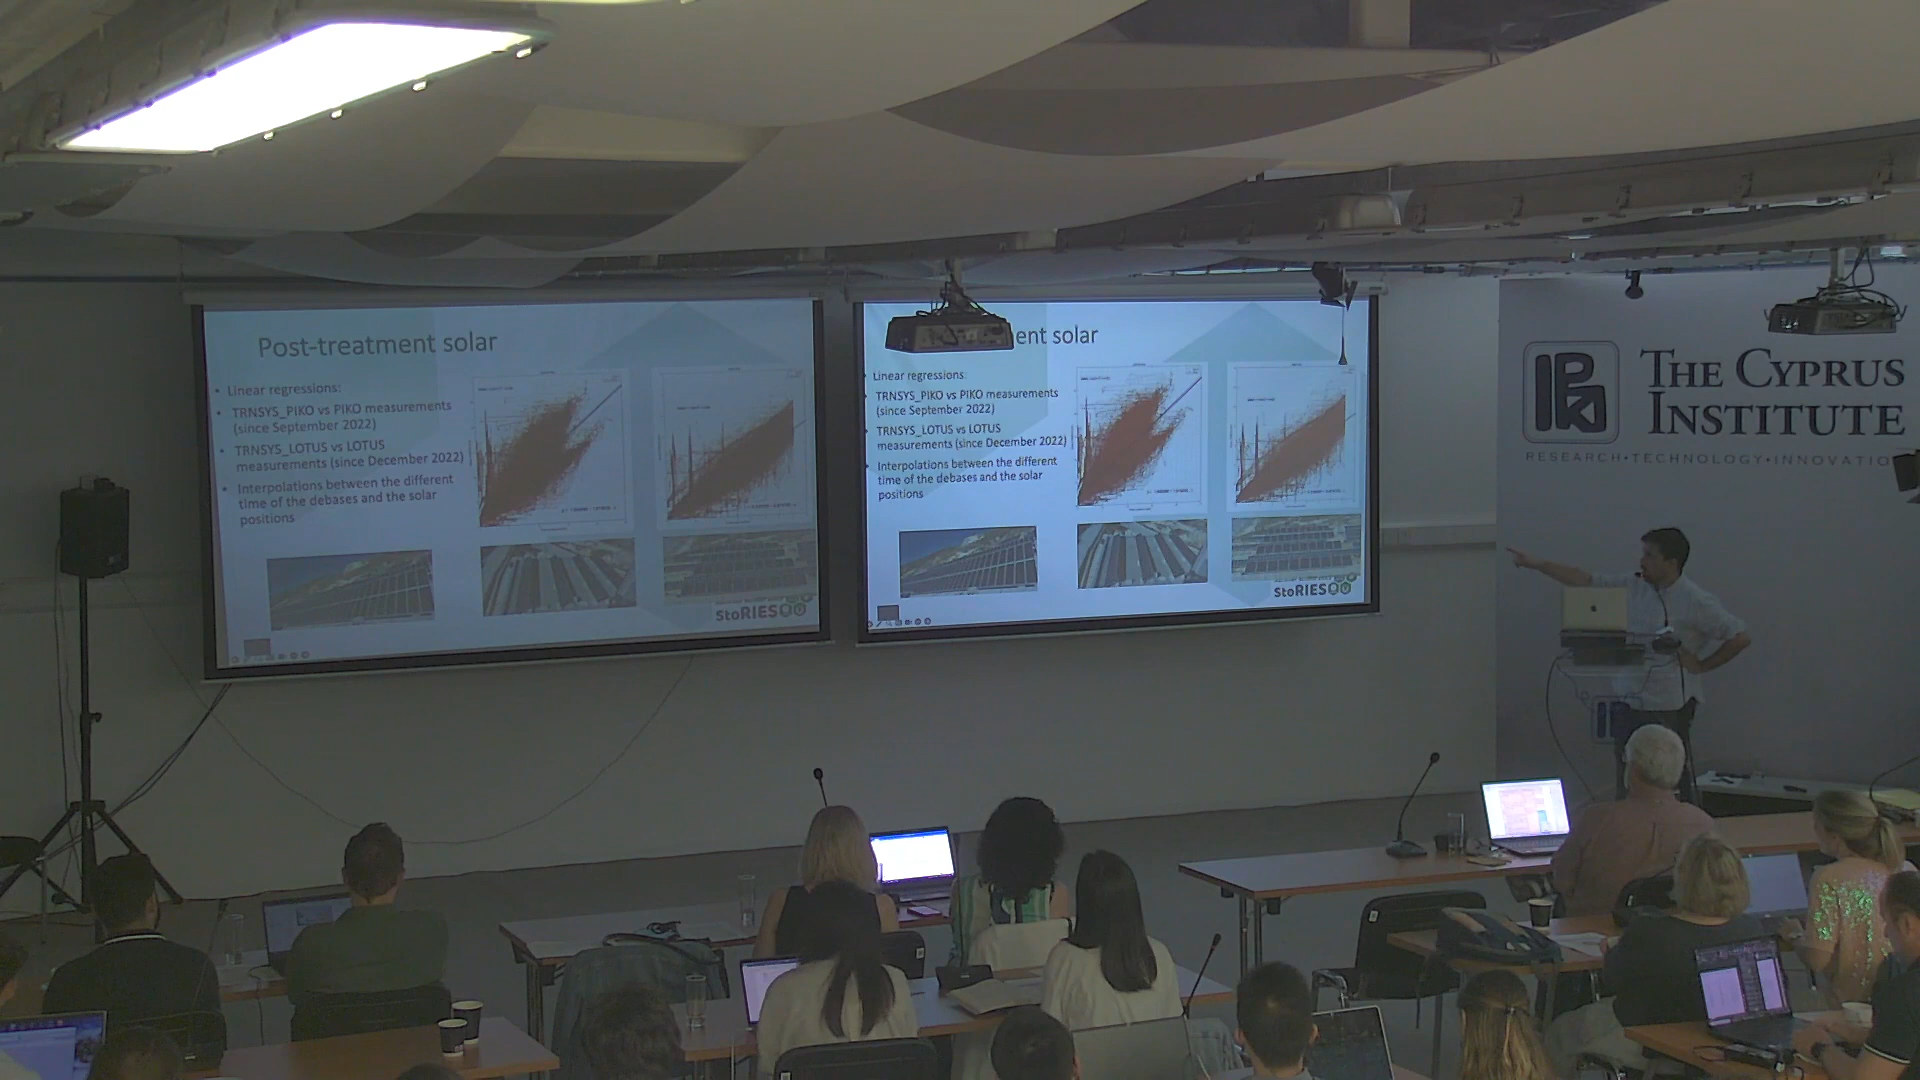 Post-treatment solar
• Linear regressions:
• TRNSYS_PIKO vs PIKO measurements
(since September 2022)
• TRNSYS_LOTUS vs LOTUS
measurements (since December 2022)
• Interpolations between the different
time of the debases and the solar
positions
StoRIES
ent solar
Linear regressions:
TRNSYS_PIKO vs PIKO measurements
(since September 2022)
TRNSYS_LOTUS vs LOTUS
measurements (since December 2022)
Interpolations between the different
time of the debases and the solar
positions
StoRIES
THE CYPRUS
INSTITUTE
RESEARCH•TECHNOLOGY•INNOVATIO